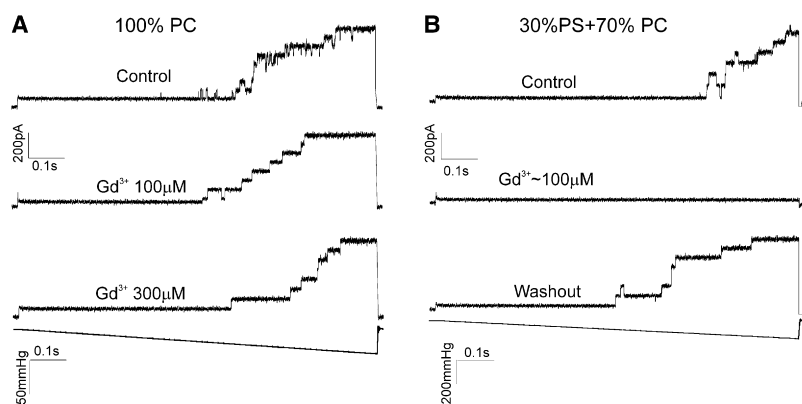 A
100% PC
Control
200pA
0.1s
Gd³⁺ 100μM
Gd³⁺ 300μM
0.1s
50mmHg
B
30%PS+70% PC
Control
200pA
0.1s
Gd³⁺~100μM
Washout
0.1s
200mmHg